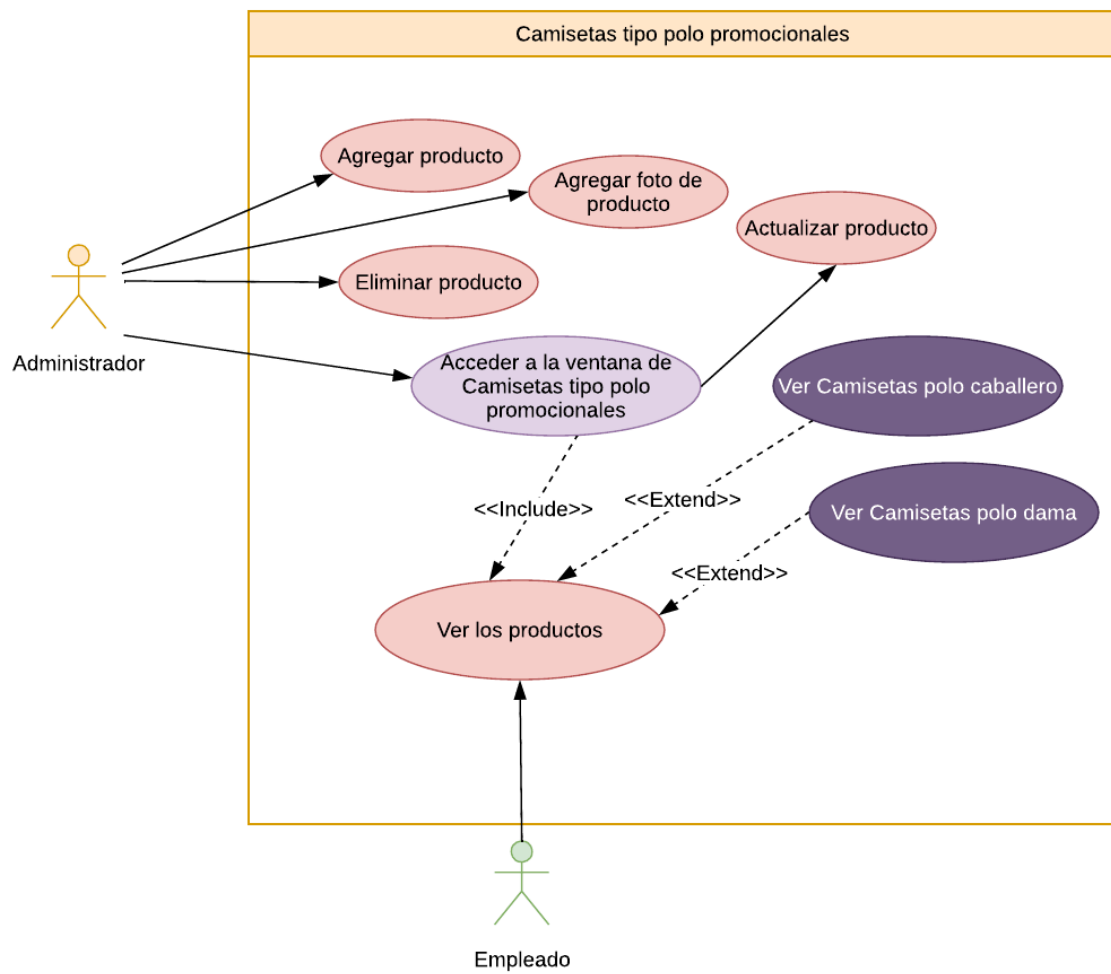 Camisetas tipo polo promocionales
Agregar producto
Agregar foto de
producto
Actualizar producto
Eliminar producto
Administrador
Acceder a la ventana de
Camisetas tipo polo
promocionales
Ver Camisetas polo caballero
<<Include>>
<<Extend>>
Ver Camisetas polo dama
<<Extend>>
Ver los productos
Empleado